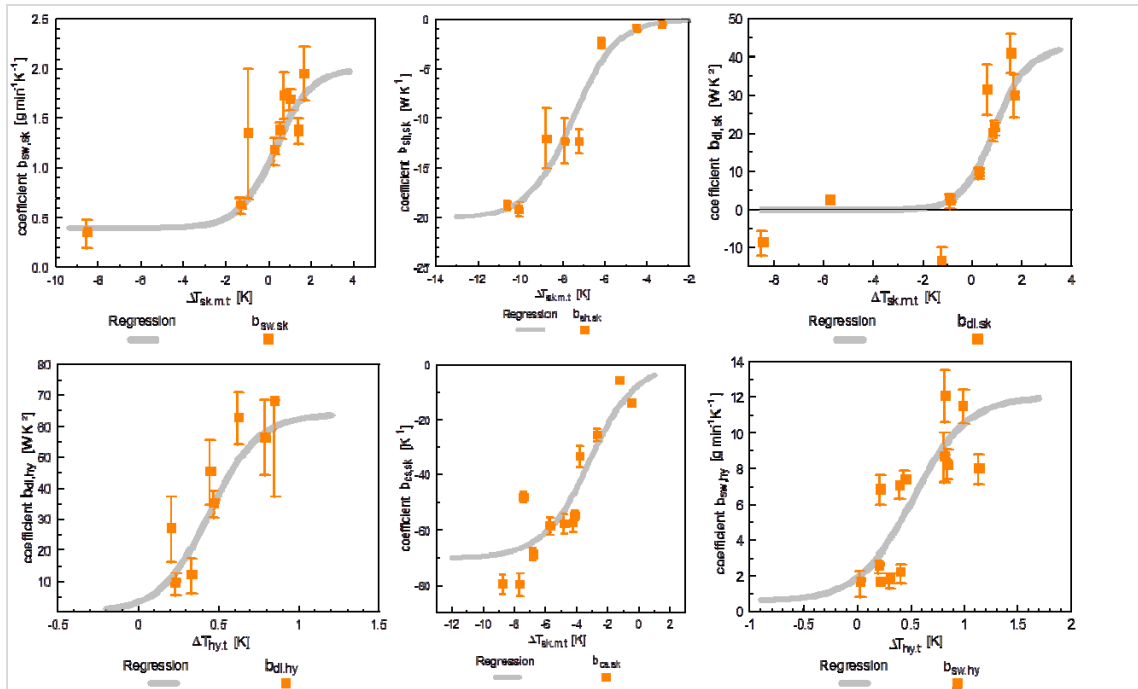 coefficient b_sw,sk [g min⁻¹K⁻¹]
2.5
2.0
1.5
1.0
0.5
0.0
-10 -8 -6 -4 -2 0 2 4
ΔT_sk.m.t [K]
Regression b_sw.sk
coefficient b_sh,sk [W K⁻¹]
0
-5
-10
-15
-20
-25
-14 -12 -10 -8 -6 -4 -2
ΔT_sk.m.t [K]
Regression b_sh.sk
coefficient b_dl,sk [W K⁻²]
50
40
30
20
10
0
-10
-8 -6 -4 -2 0 2 4
ΔT_sk.m.t [K]
Regression b_dl.sk
coefficient b_dl,hy [W K⁻²]
80
70
60
50
40
30
20
10
-0.5 0 0.5 1 1.5
ΔT_hy.t [K]
Regression b_dl.hy
coefficient b_cs,sk [K⁻¹]
0
-20
-40
-60
-80
-12 -10 -8 -6 -4 -2 0
ΔT_sk.m.t [K]
Regression b_cs.sk
coefficient b_sw,hy [g min⁻¹K⁻¹]
14
12
10
8
6
4
2
0
-1 -0.5 0 0.5 1 1.5 2
ΔT_hy.t [K]
Regression b_sw.hy